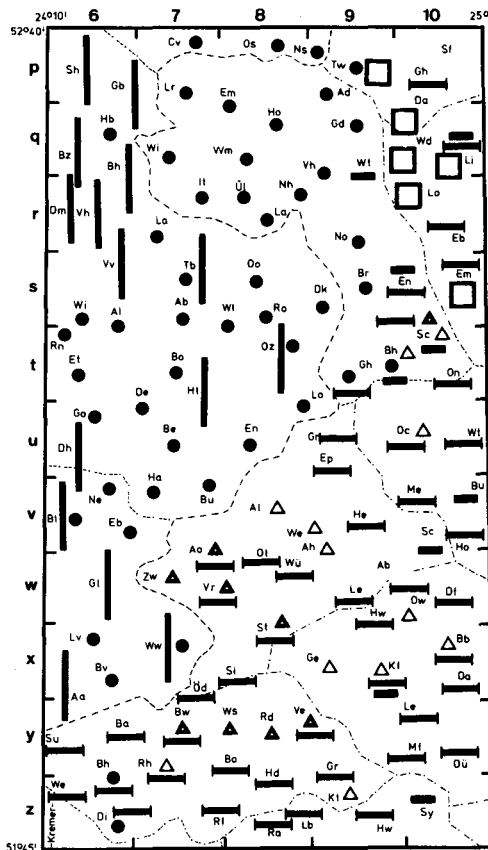 24°10' 6 7 8 9 10 25°
52°40'
Cv Os Ns Sf
p Sh Gb Lr Em Tw Ad Gh
Da
q Hb Ho Gd Wd
Bz Bh Wi Wm Vh Wt Li
It Ül Nh Lo
r Dm Vh La La No Eb
Vv
s Tb Oo Dk Br En Em
Wi Al Ab Wt Ro Sc
Rn Oz Bh
t Et Bo Gh On
De Ht Lo
Go
u Be En Gn Oc Wt
Dh Ep
Ne Ha Bu Me Bu
v Bt Eb Al We He Sc Ho
Ao Ot Ah
w Zw Wü Ab
Gl Vr Le Ow Df
St Hw
x Lv Ww Ge Kl Bb
Bv Si Da
Aa Od Le
y Ba Bw Ws Rd Ve
Su Mf Dü
Bh Rh Bo Hd Gr
We Kl
z Di Rt Ra Lb Hw Sy
51°45' Kremer